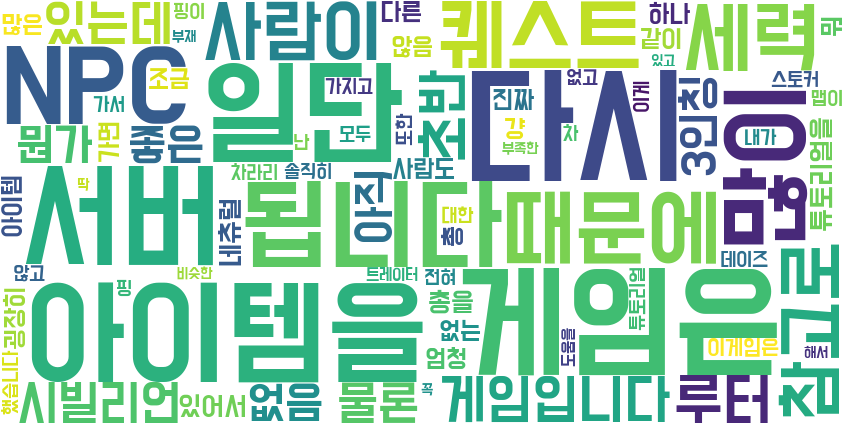 많은
있는데
핑이
부재
사람이
다른
않음
퀘스트
하나
같이
있고
세력
뭐
NPC
조금
가서
일단
가지고
초반
다시
없고
이게
3인칭
많이
스토커
맵이
뭔가
가면
좋은
난
모두
또한
진짜
걍
부족한
차
내가
튜토리얼을
차라리
솔직히
사람도
아이템
딱
서버
네츄럴
됩니다
아직
대한
총
때문에
데이즈
참고로
않고
비슷한
핑
트레이터
전혀
굉장히
아이템을
총을
없는
게임은
도움을
튜토리얼
이게임은
해서
엄청
했습니다
시빌리언
있어서
없음
물론
꼭
게임입니다
루터